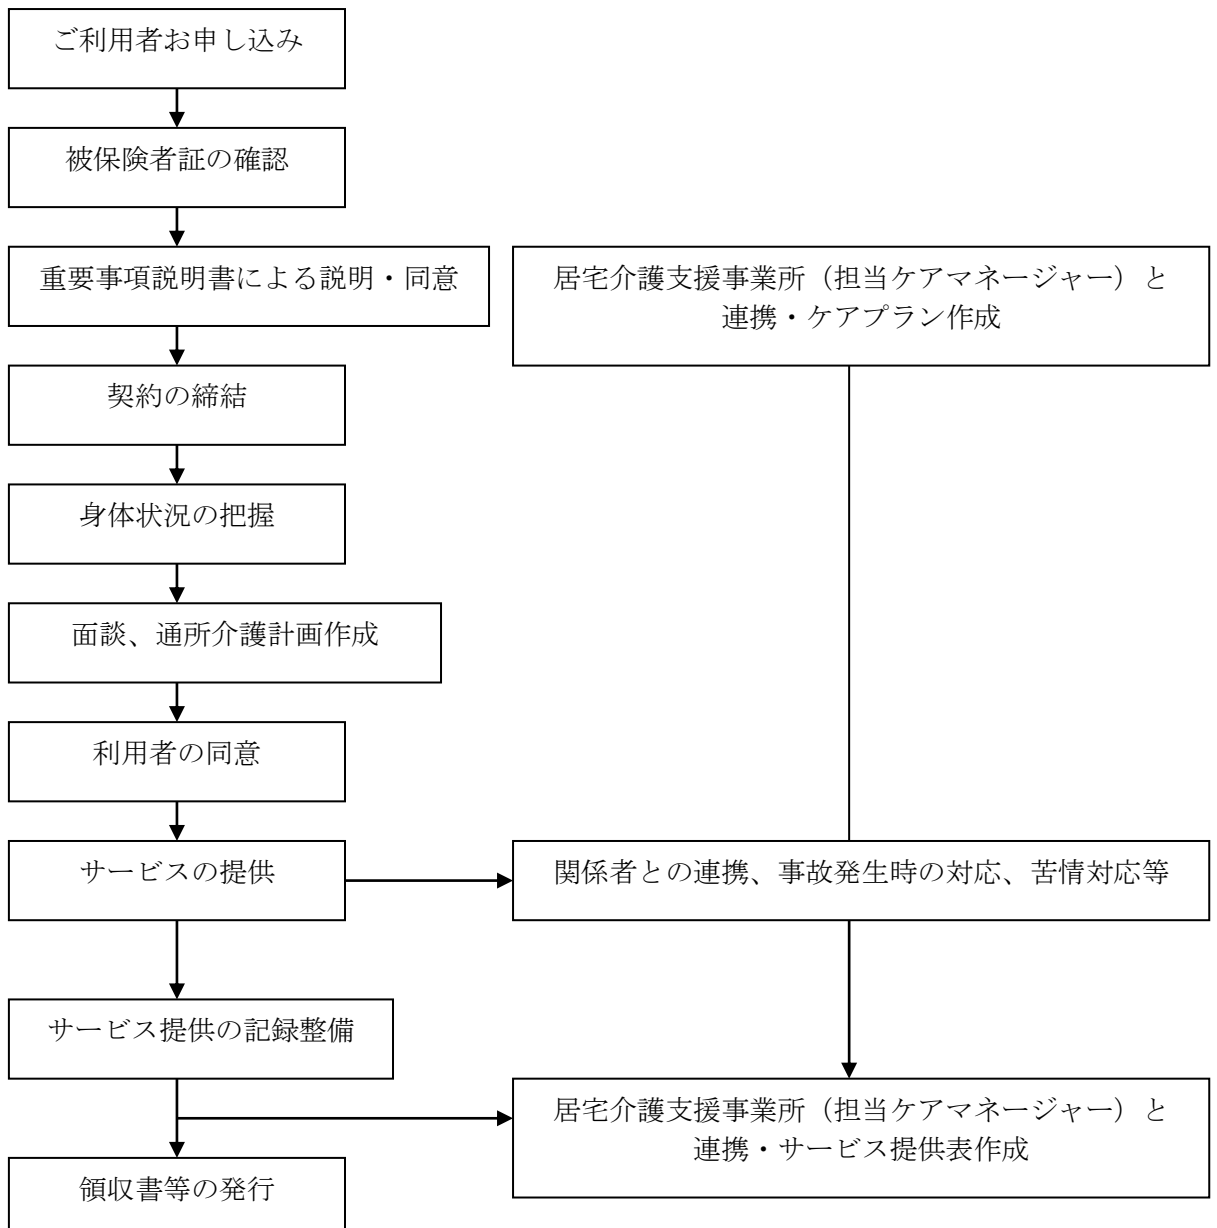 ご利用者お申し込み
被保険者証の確認
重要事項説明書による説明・同意
居宅介護支援事業所（担当ケアマネージャー）と
連携・ケアプラン作成
契約の締結
身体状況の把握
面談、通所介護計画作成
利用者の同意
サービスの提供
関係者との連携、事故発生時の対応、苦情対応等
サービス提供の記録整備
居宅介護支援事業所（担当ケアマネージャー）と
連携・サービス提供表作成
領収書等の発行